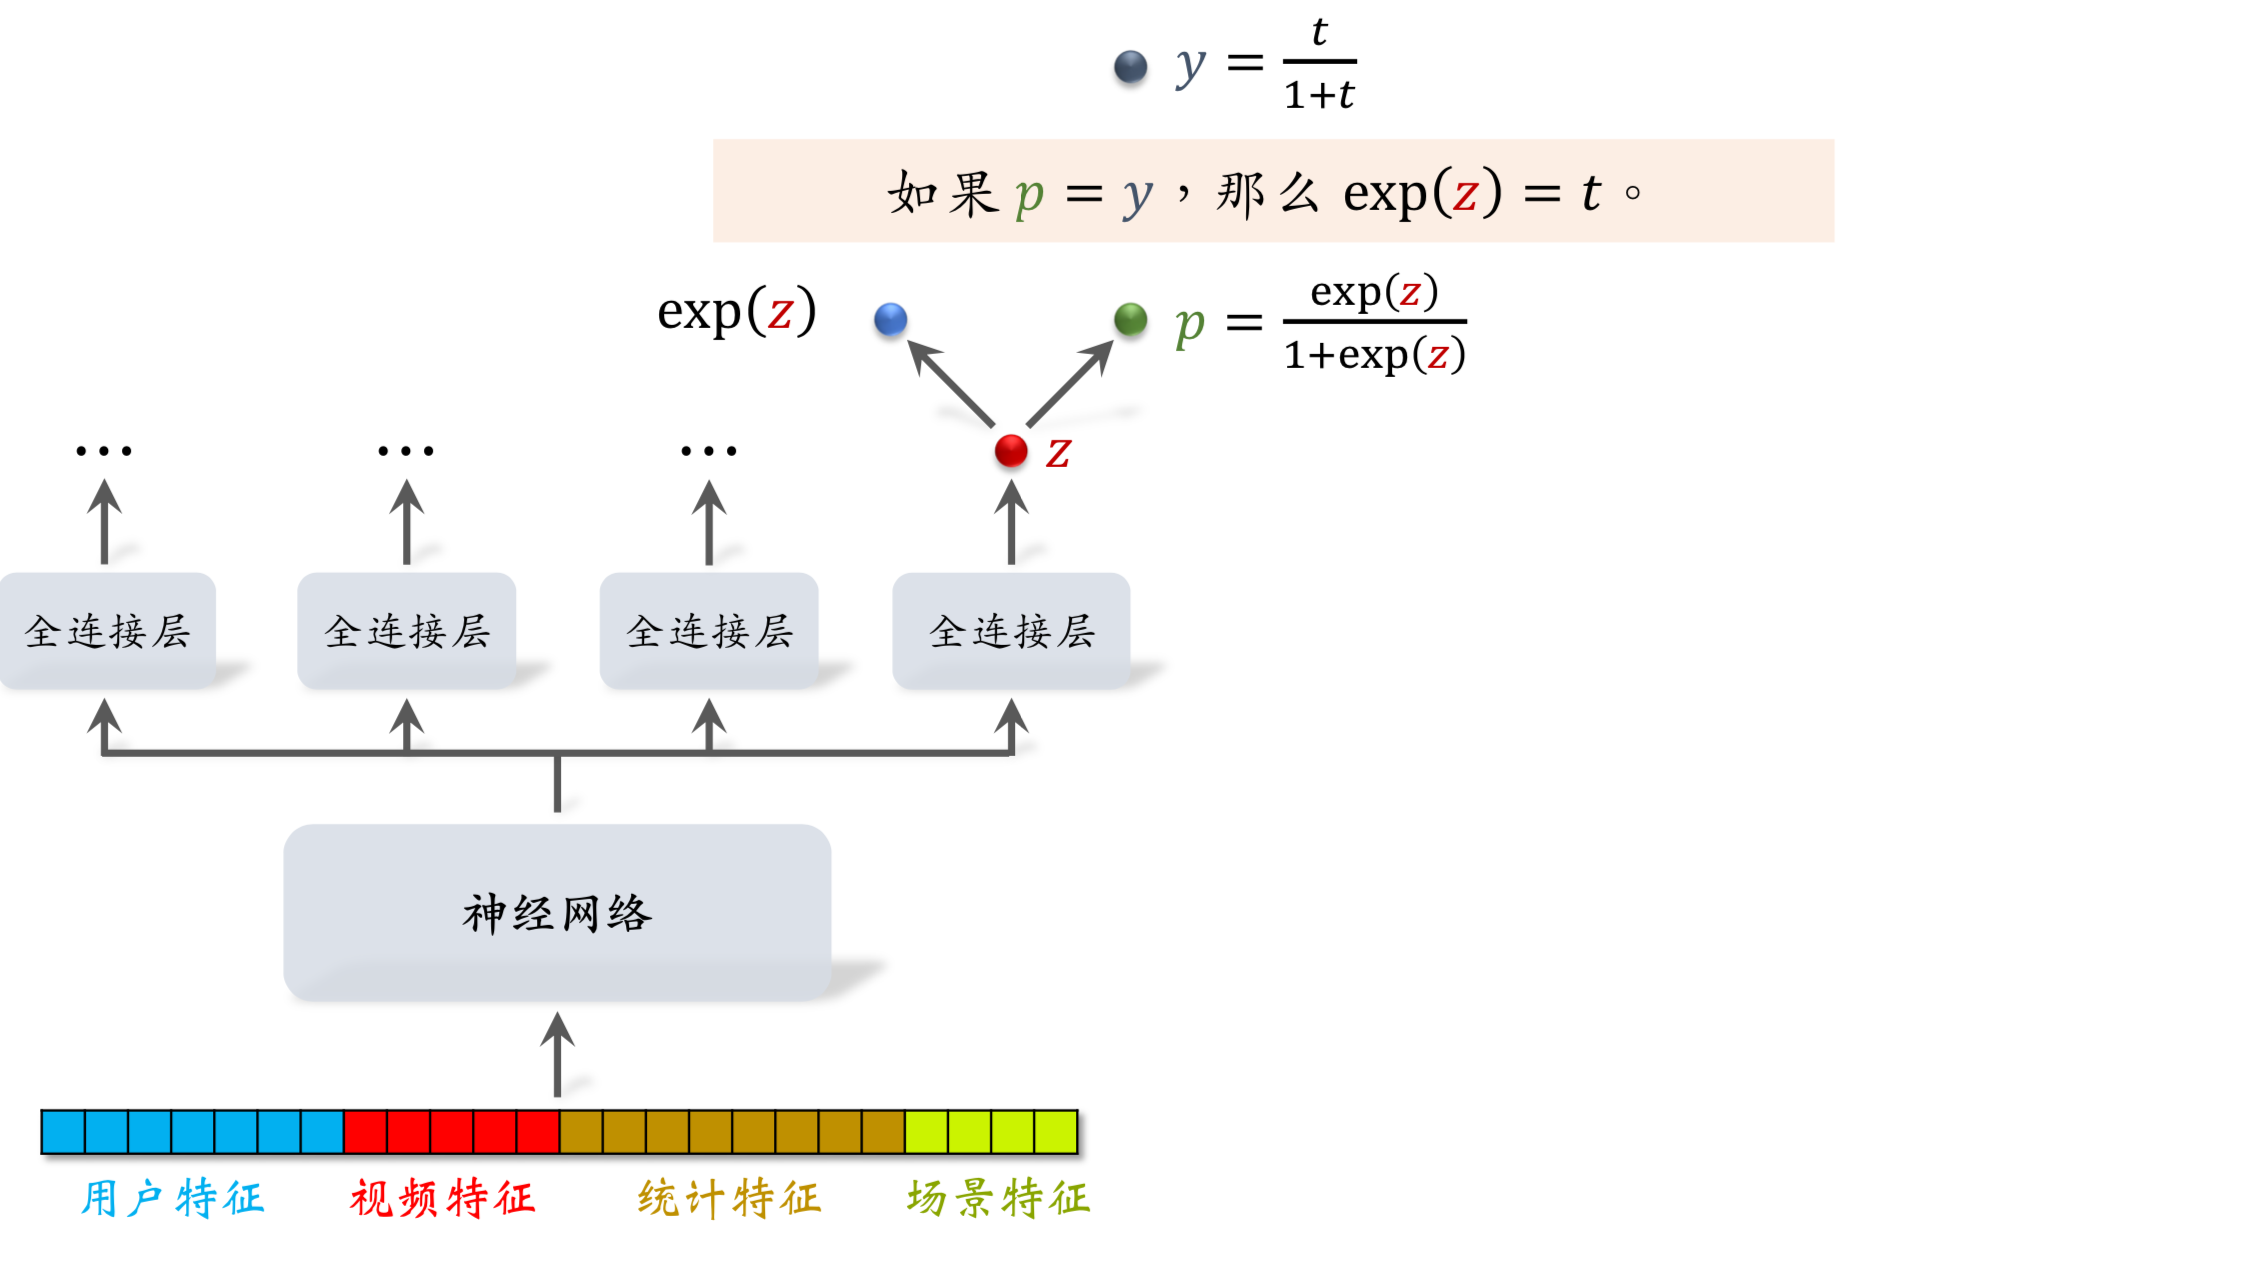 y = t/(1+t)
如果 p = y，那么 exp(z) = t。
exp(z)
p = exp(z)/(1+exp(z))
… … … z
全连接层 全连接层 全连接层 全连接层
神经网络
用户特征 视频特征 统计特征 场景特征